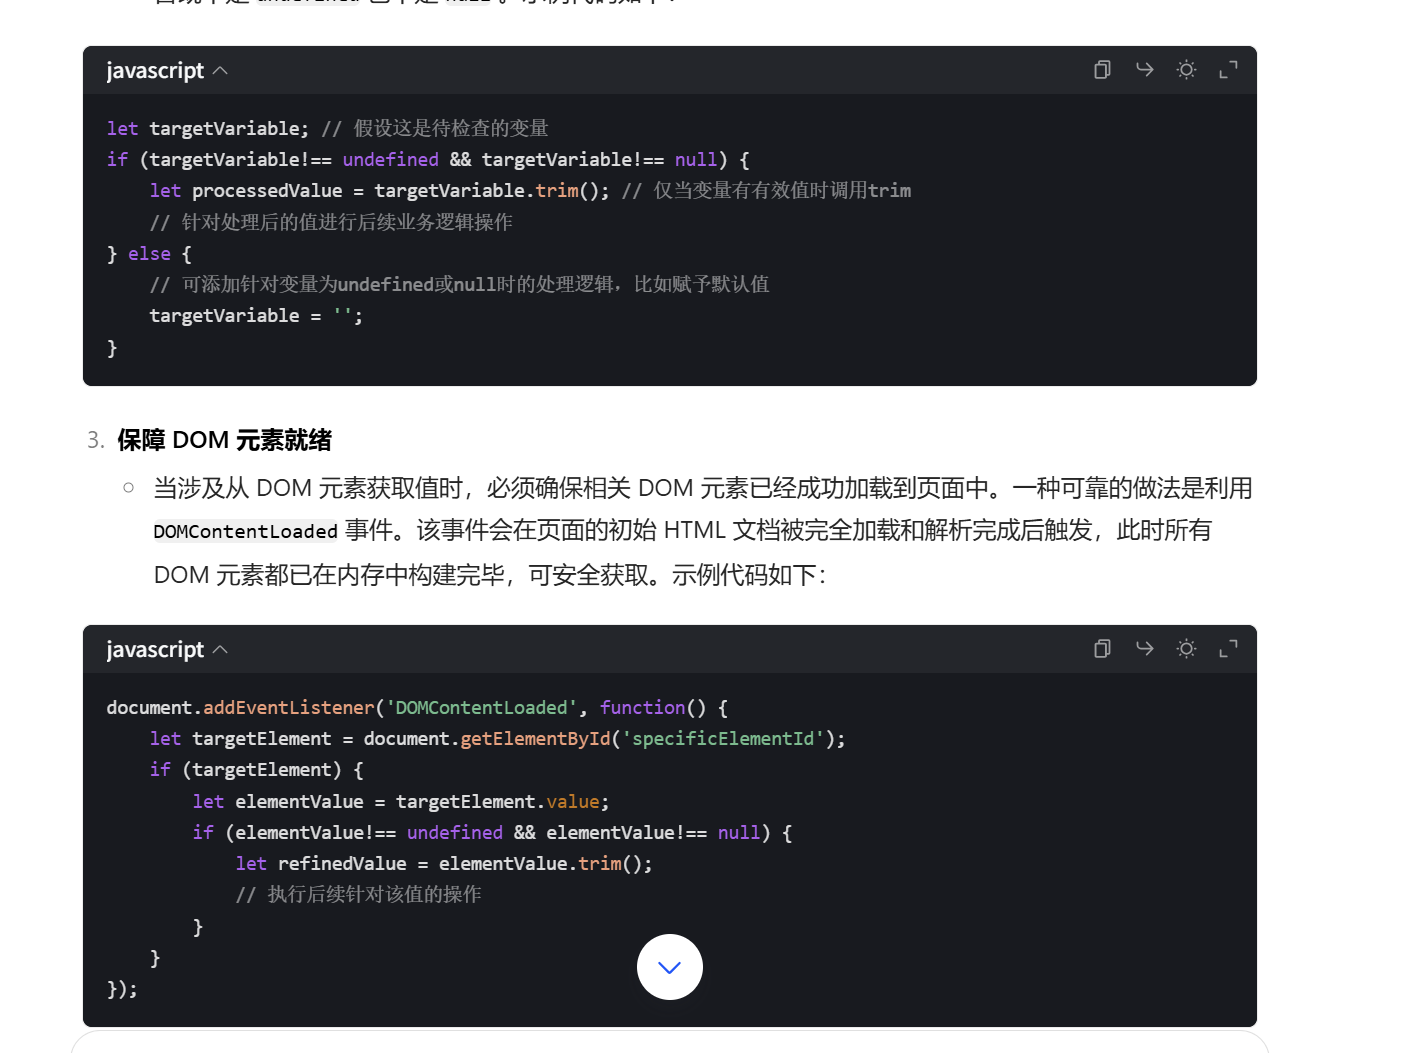 javascript
let targetVariable; // 假设这是待检查的变量
if (targetVariable!== undefined && targetVariable!== null) {
    let processedValue = targetVariable.trim(); // 仅当变量有有效值时调用trim
    // 针对处理后的值进行后续业务逻辑操作
} else {
    // 可添加针对变量为undefined或null时的处理逻辑，比如赋予默认值
    targetVariable = '';
}
3. 保障 DOM 元素就绪
当涉及从 DOM 元素获取值时，必须确保相关 DOM 元素已经成功加载到页面中。一种可靠的做法是利用
DOMContentLoaded 事件。该事件会在页面的初始 HTML 文档被完全加载和解析完成后触发，此时所有
DOM 元素都已在内存中构建完毕，可安全获取。示例代码如下：
javascript
document.addEventListener('DOMContentLoaded', function() {
    let targetElement = document.getElementById('specificElementId');
    if (targetElement) {
        let elementValue = targetElement.value;
        if (elementValue!== undefined && elementValue!== null) {
            let refinedValue = elementValue.trim();
            // 执行后续针对该值的操作
        }
    }
});